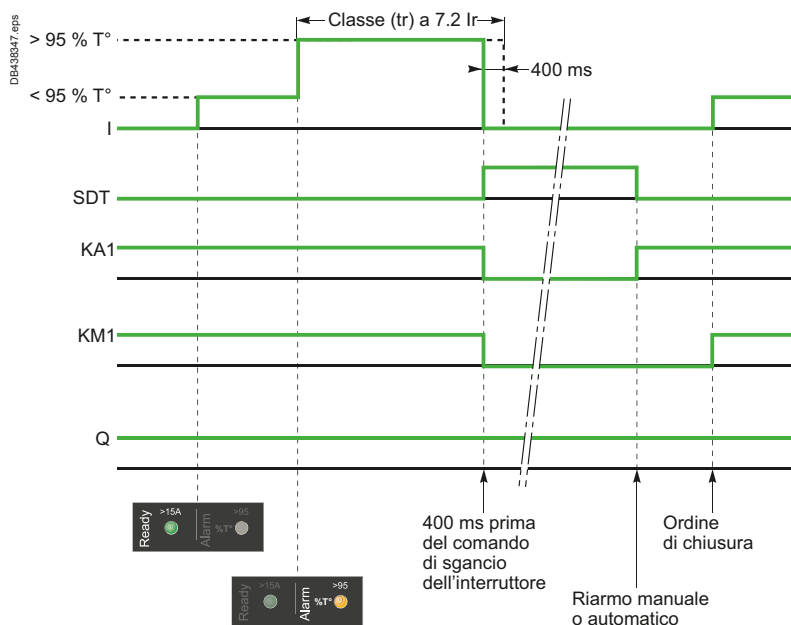 DB438347.eps
Classe (tr) a 7.2 Ir
> 95 % T°
400 ms
< 95 % T°
I
SDT
KA1
KM1
Q
Ready
>15A
Alarm
%T°
>95
400 ms prima
del comando
di sgancio
dell'interruttore
Ordine
di chiusura
Ready
>15A
Alarm
%T°
>95
Riarmo manuale
o automatico